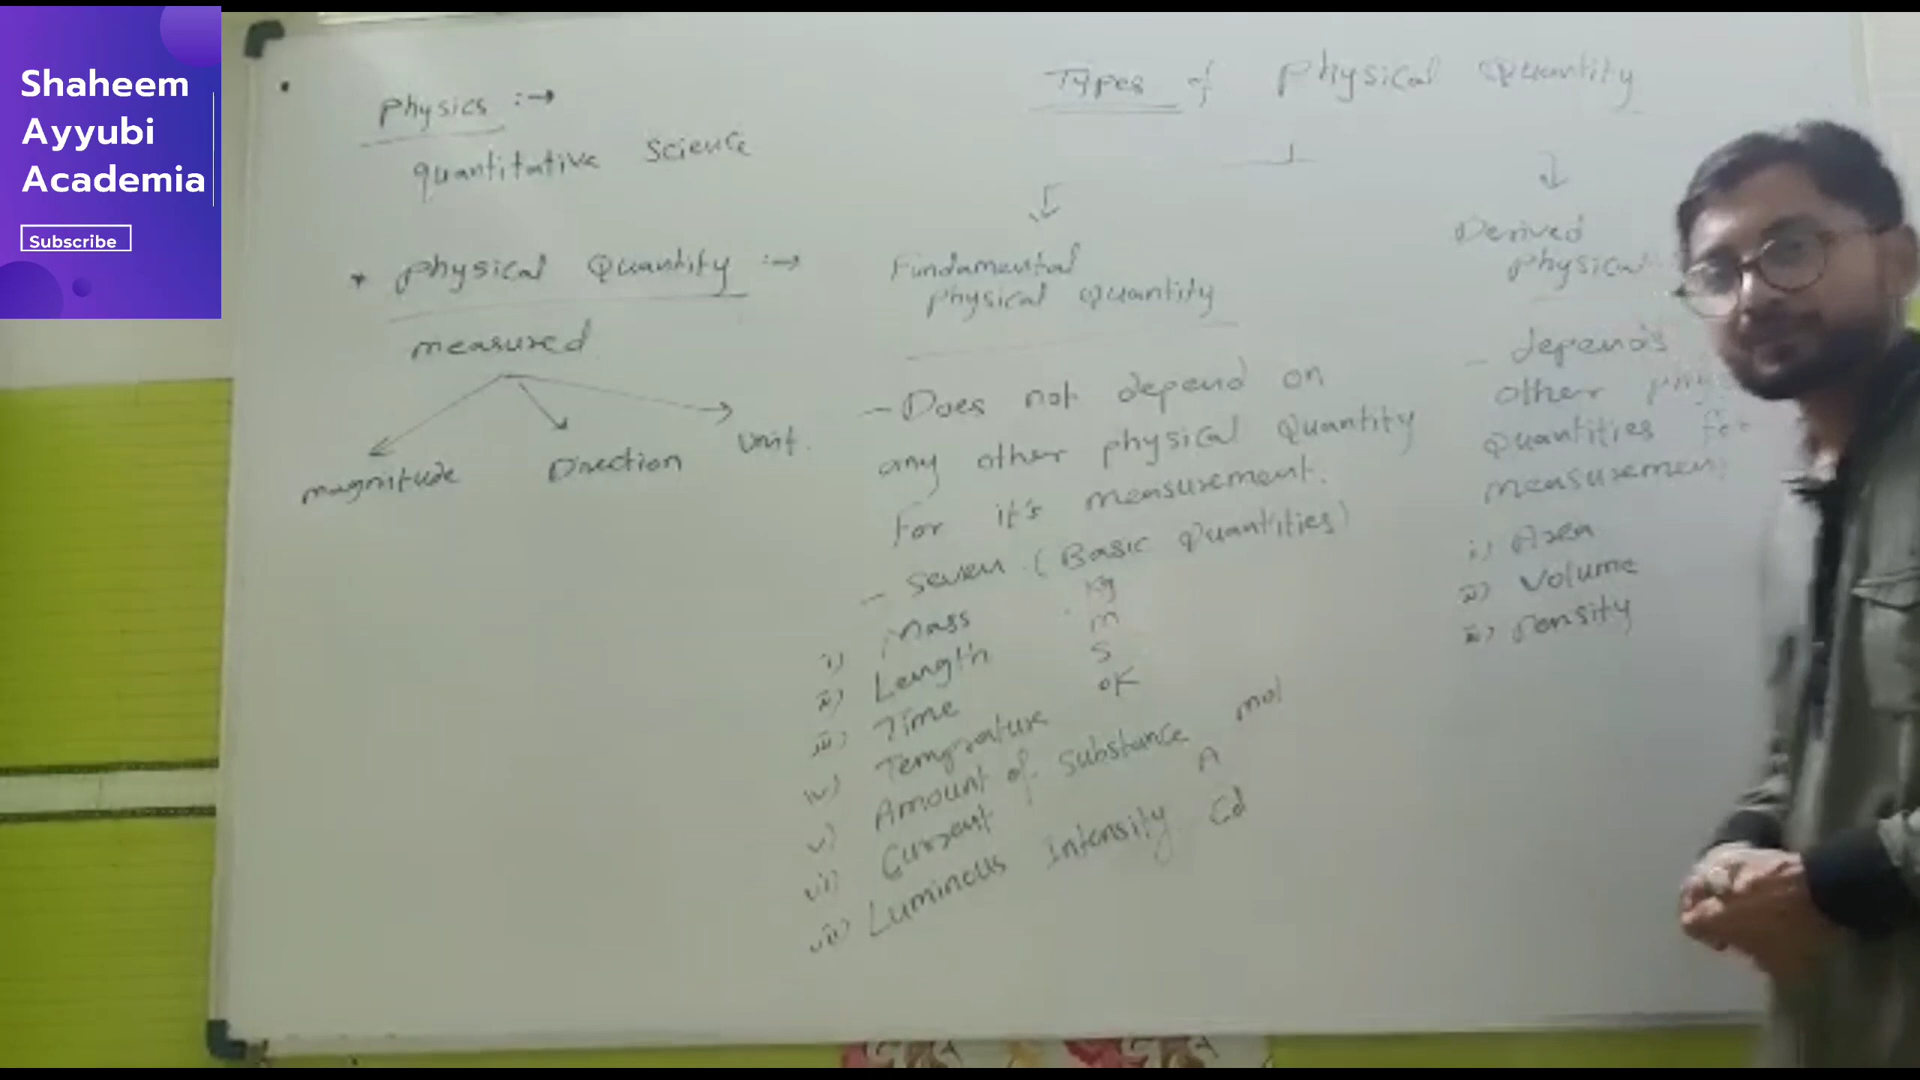 Shaheem
Ayyubi
Academia
Subscribe
Physics :→
quantitative Science
* Physical Quantity :→
measured
magnitude Direction Unit.
Types of Physical Quantity
Fundamental
Physical Quantity
- Does not depend on
any other physical Quantity
For it's measurement.
- Seven (Basic Quantities)
i) Mass Kg
ii) Length m
iii) Time s
iv) Temprature oK
v) Amount of substance mol
vi) Current A
vii) Luminous intensity Cd
Derived
Physical
- depends
other
Quantities
measurement
i) Area
ii) Volume
iii) Density